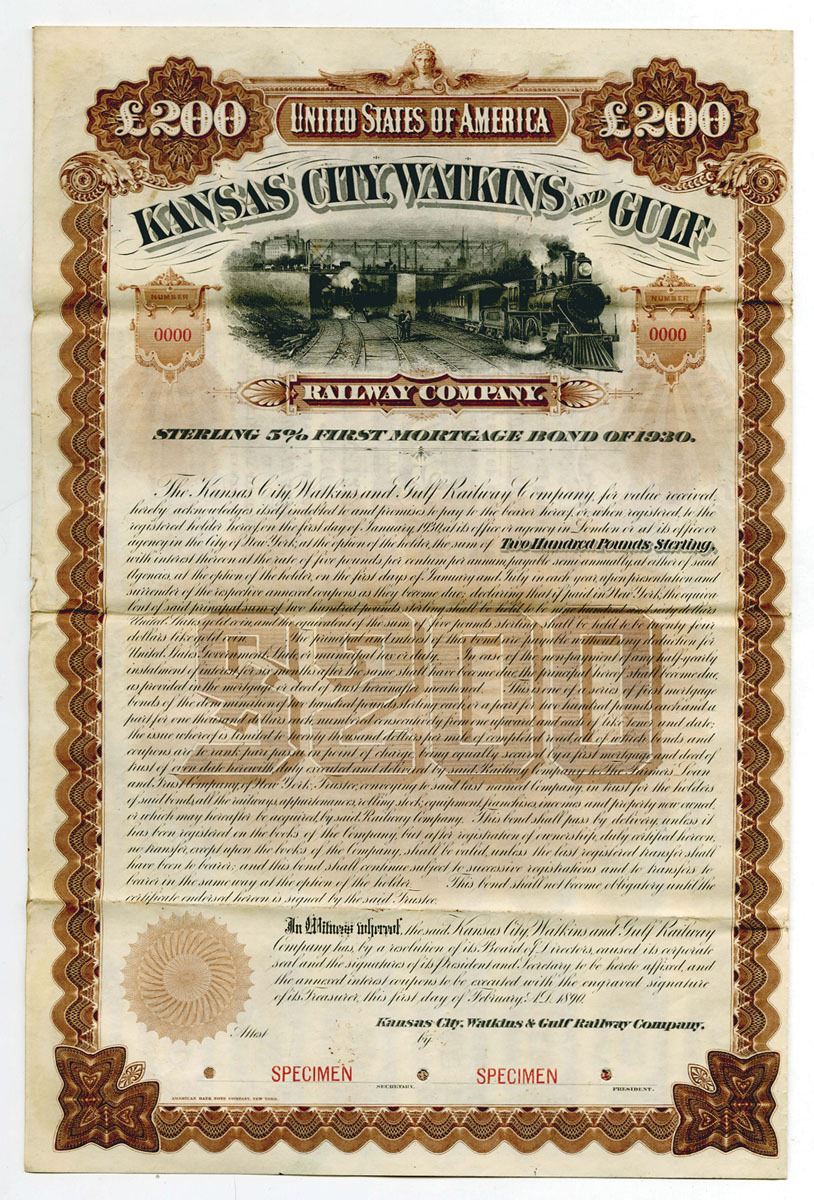 £200 UNITED STATES OF AMERICA £200
KANSAS CITY, WATKINS AND GULF
NUMBER NUMBER
0000 0000
RAILWAY COMPANY.
STERLING 5% FIRST MORTGAGE BOND OF 1930.
The Kansas City, Watkins and Gulf Railway Company, for value received,
hereby acknowledges itself indebted to and promises to pay to the bearer hereof, or, when registered, to the
registered holder hereof, on the first day of January, 1930, at its office or agency in London or at its office or
agency in the City of New York, at the option of the holder, the sum of Two Hundred Pounds Sterling,
with interest thereon at the rate of five pounds per centum per annum, payable semi-annually, at either of said
Agencies, at the option of the holder, on the first days of January and July in each year, upon presentation and
surrender of the respective annexed coupons as they become due; declaring that if paid in New York, the equiva
lent of said principal sum of two hundred pounds sterling shall be held to be nine hundred and sixty dollars
United States gold coin, and the equivalent of the sum of five pounds sterling shall be held to be twenty four
dollars like gold coin. The principal and interest of this bond are payable without any deduction for
United States Government, State, or municipal tax or duty. In case of the non-payment of any half-yearly
instalment of interest for six months after the same shall have become due, the principal hereof shall become due,
as provided in the mortgage or deed of trust hereinafter mentioned. This is one of a series of first mortgage
bonds of the denomination of two hundred pounds sterling each, or a part for two hundred pounds each and a
part for one thousand dollars each, numbered consecutively from one upward, and each of like tenor and date,
the issue whereof is limited to twenty thousand dollars per mile of completed road, all of which bonds and
coupons are to rank pari passu in point of charge, being equally secured by a first mortgage and deed of
trust of even date herewith, duly executed and delivered by said Railway Company to The Farmers' Loan
and Trust Company, of New York, Trustee, conveying to said last named Company, in trust for the holders
of said bonds, all the railways, appurtenances, rolling stock, equipment, franchises, incomes and property now owned,
or which may hereafter be acquired, by said Railway Company. This bond shall pass by delivery, unless it
has been registered on the books of the Company, but after registration of ownership, duly certified hereon,
no transfer, except upon the books of the Company, shall be valid, unless the last registered transfer shall
have been to bearer; and this bond shall continue subject to successive registrations and to transfers to
bearer in the same way at the option of the holder. This bond shall not become obligatory until the
certificate endorsed hereon is signed by the said Trustee.
$200
In Witness whereof, the said Kansas City, Watkins and Gulf Railway
Company has, by a resolution of its Board of Directors, caused its corporate
seal and the signatures of its President and Secretary to be hereto affixed, and
the annexed interest coupons to be executed with the engraved signature
of its Treasurer, this first day of February, A.D. 1890.
Kansas City, Watkins & Gulf Railway Company.
Attest by
SPECIMEN SPECIMEN
SECRETARY. PRESIDENT.
AMERICAN BANK NOTE COMPANY, NEW YORK.